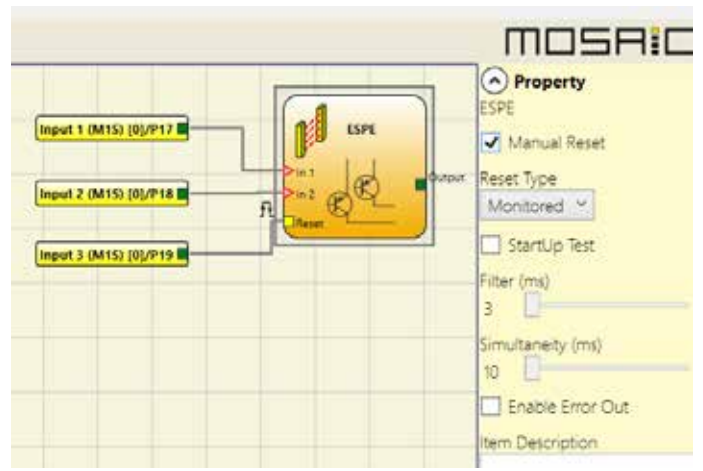 MOSAIC
Property
ESPE
Manual Reset
Reset Type
Monitored
StartUp Test
Filter (ms)
3
Simultaneity (ms)
10
Enable Error Out
Item Description
Input 1 (M1S) [0]/P17
Input 2 (M1S) [0]/P18
Input 3 (M1S) [0]/P19
ESPE
In 1
In 2
Reset
Output